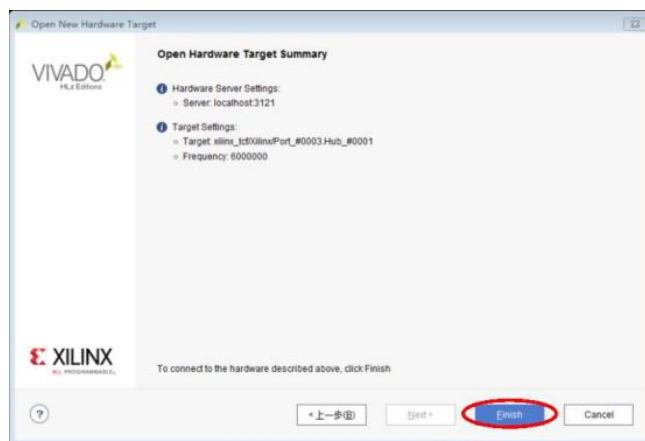 Open New Hardware Target
VIVADO
HLx Editions
Open Hardware Target Summary
Hardware Server Settings:
Server: localhost:3121
Target Settings:
Target: xilinx_tcf/Xilinx/Port_#0003.Hub_#0001
Frequency: 6000000
XILINX
ALL PROGRAMMABLE.
To connect to the hardware described above, click Finish
?
<上一步(B)
Next >
Finish
Cancel